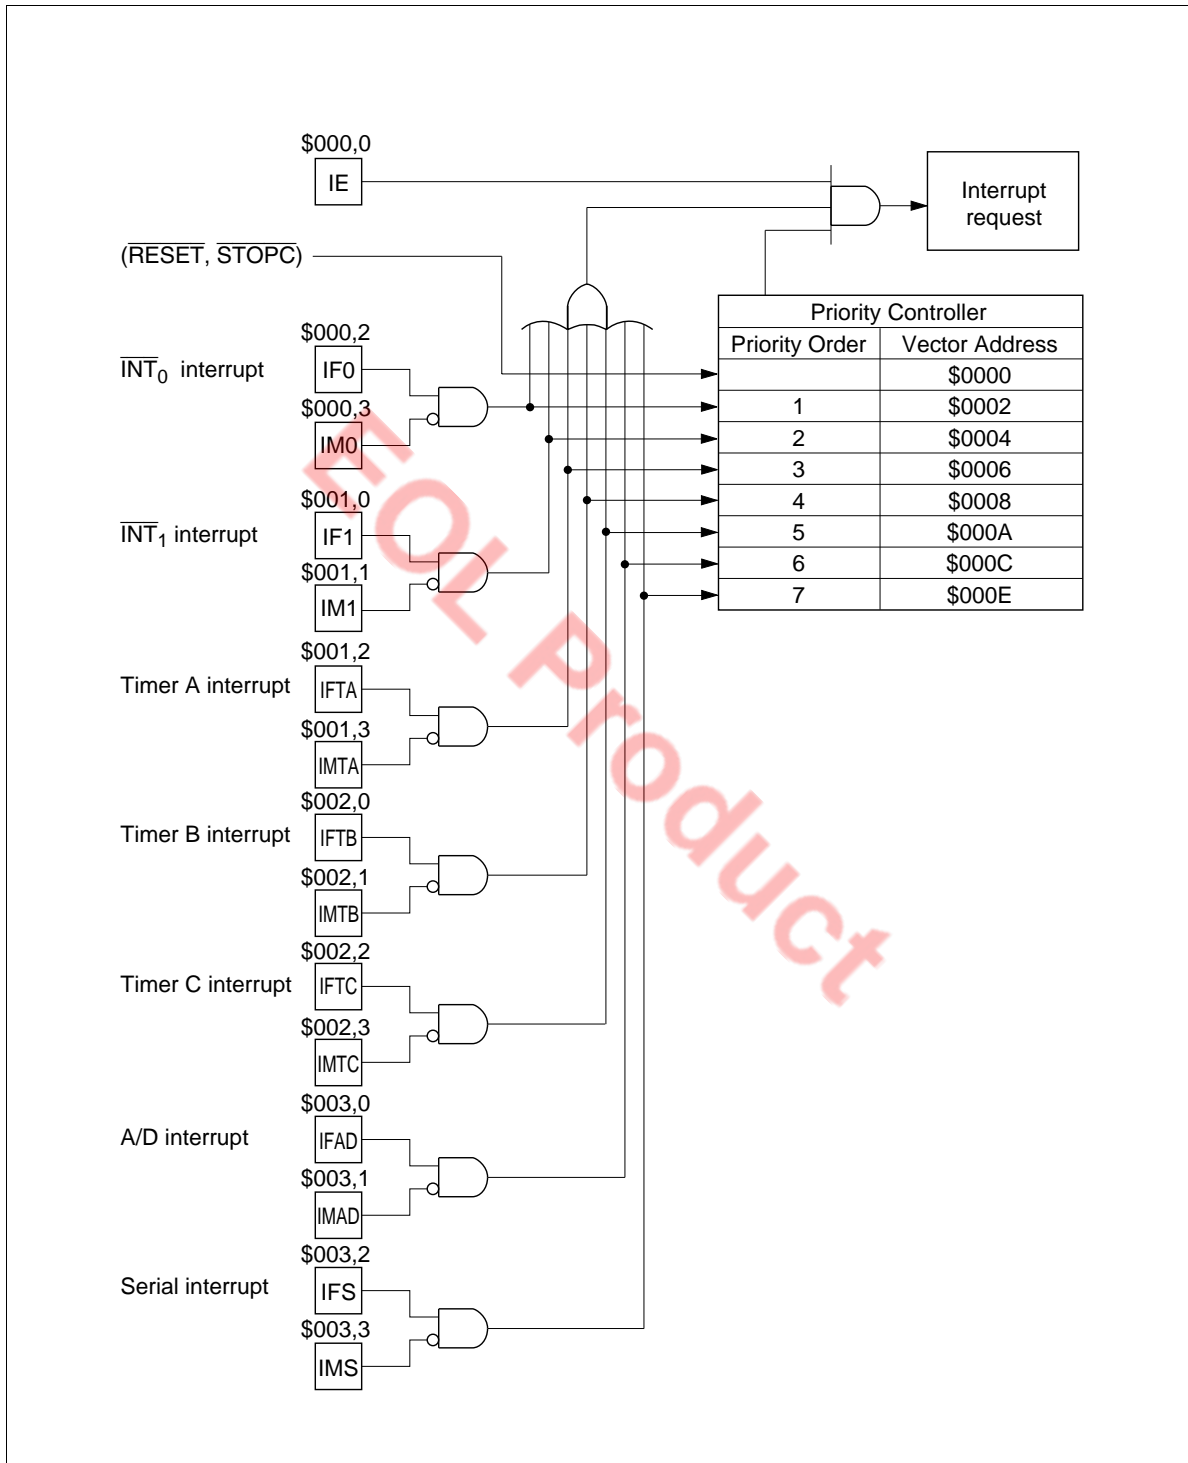 $000,0
IE
Interrupt
request
(RESET, STOPC)
Priority Controller
Priority Order Vector Address
$0000
1 $0002
2 $0004
3 $0006
4 $0008
5 $000A
6 $000C
7 $000E
$000,2
INT0 interrupt
IF0
$000,3
IM0
$001,0
INT1 interrupt
IF1
$001,1
IM1
$001,2
Timer A interrupt
IFTA
$001,3
IMTA
$002,0
Timer B interrupt
IFTB
$002,1
IMTB
$002,2
Timer C interrupt
IFTC
$002,3
IMTC
$003,0
A/D interrupt
IFAD
$003,1
IMAD
$003,2
Serial interrupt
IFS
$003,3
IMS
EOL Product